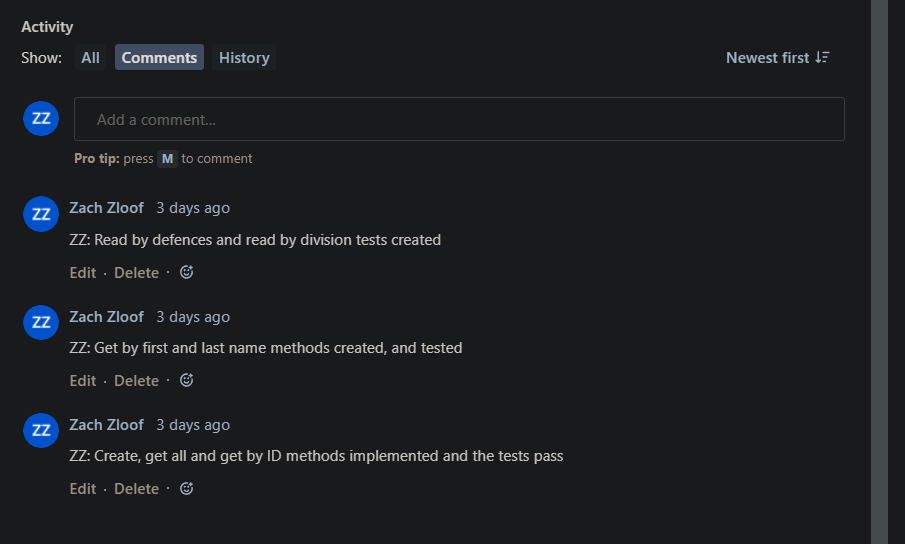 Activity
Show: All Comments History Newest first
ZZ Add a comment...
Pro tip: press M to comment
ZZ Zach Zloof 3 days ago
ZZ: Read by defences and read by division tests created
Edit · Delete ·
ZZ Zach Zloof 3 days ago
ZZ: Get by first and last name methods created, and tested
Edit · Delete ·
ZZ Zach Zloof 3 days ago
ZZ: Create, get all and get by ID methods implemented and the tests pass
Edit · Delete ·